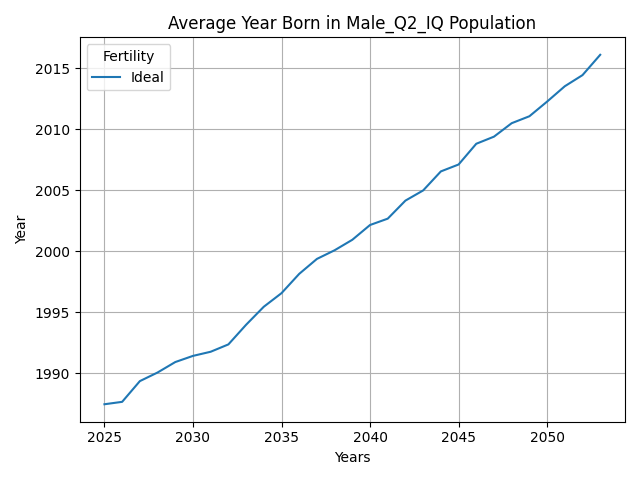 Average Year Born in Male_Q2_IQ Population
Fertility
Ideal
Year
2015
2010
2005
2000
1995
1990
2025 2030 2035 2040 2045 2050
Years